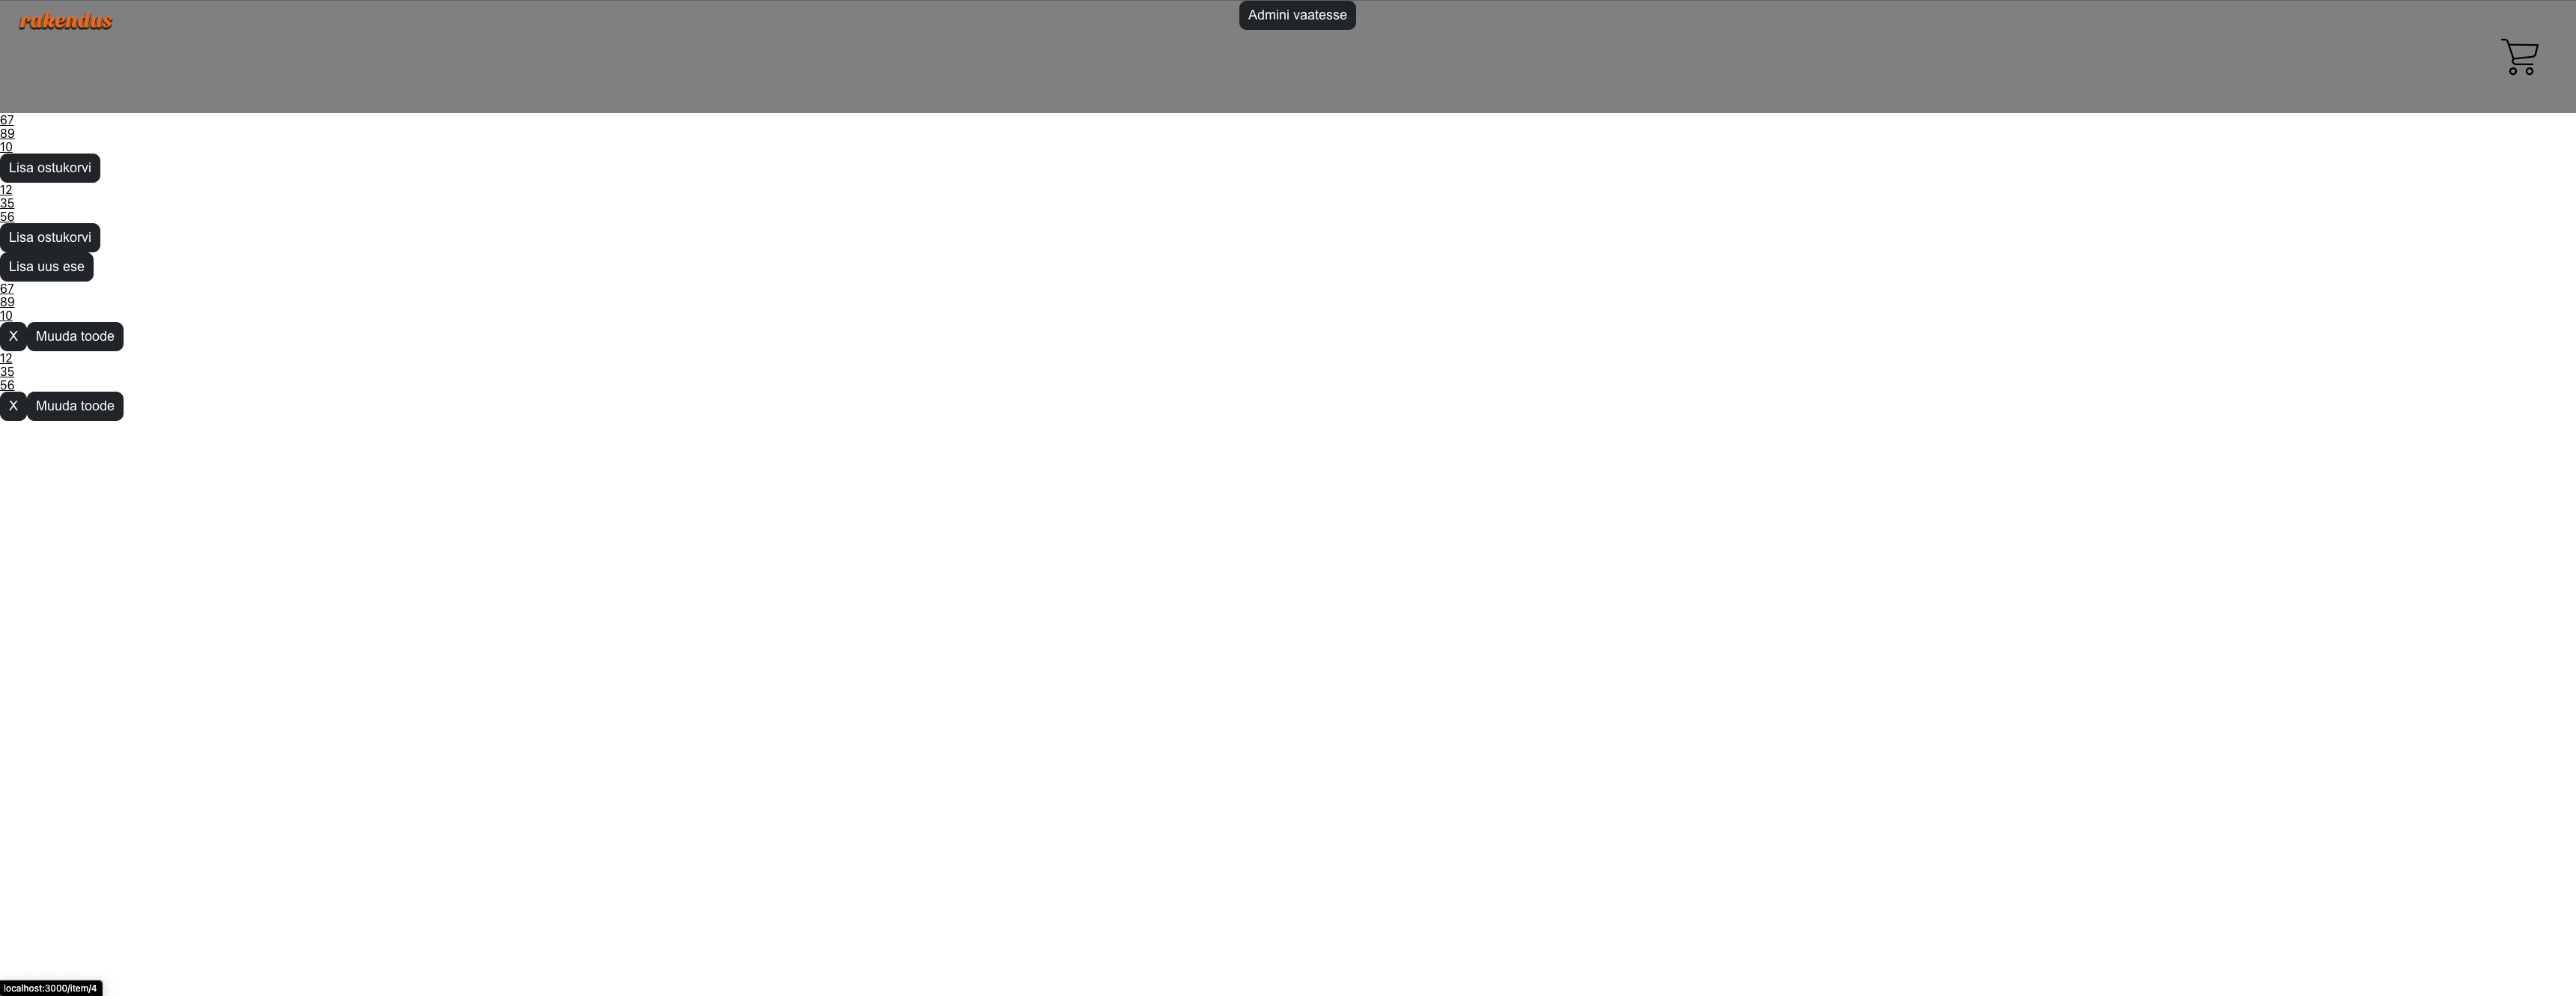 rakendus
Admini vaatesse
67
89
10
Lisa ostukorvi
12
35
56
Lisa ostukorvi
Lisa uus ese
67
89
10
X Muuda toode
12
35
56
X Muuda toode
localhost:3000/item/4